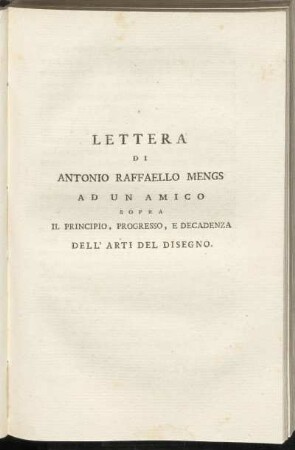 LETTERA
DI
ANTONIO RAFFAELLO MENGS
AD UN AMICO
SOPRA
IL PRINCIPIO, PROGRESSO, E DECADENZA
DELL' ARTI DEL DISEGNO.